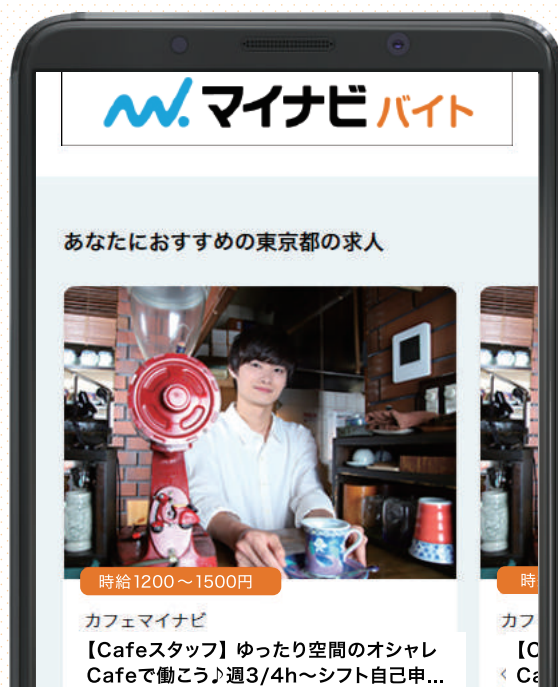 マイナビ バイト
あなたにおすすめの東京都の求人
時給1200～1500円
カフェマイナビ
【Cafeスタッフ】ゆったり空間のオシャレ
Cafeで働こう♪週3/4h～シフト自己申...
時
カフ
【C
Ca